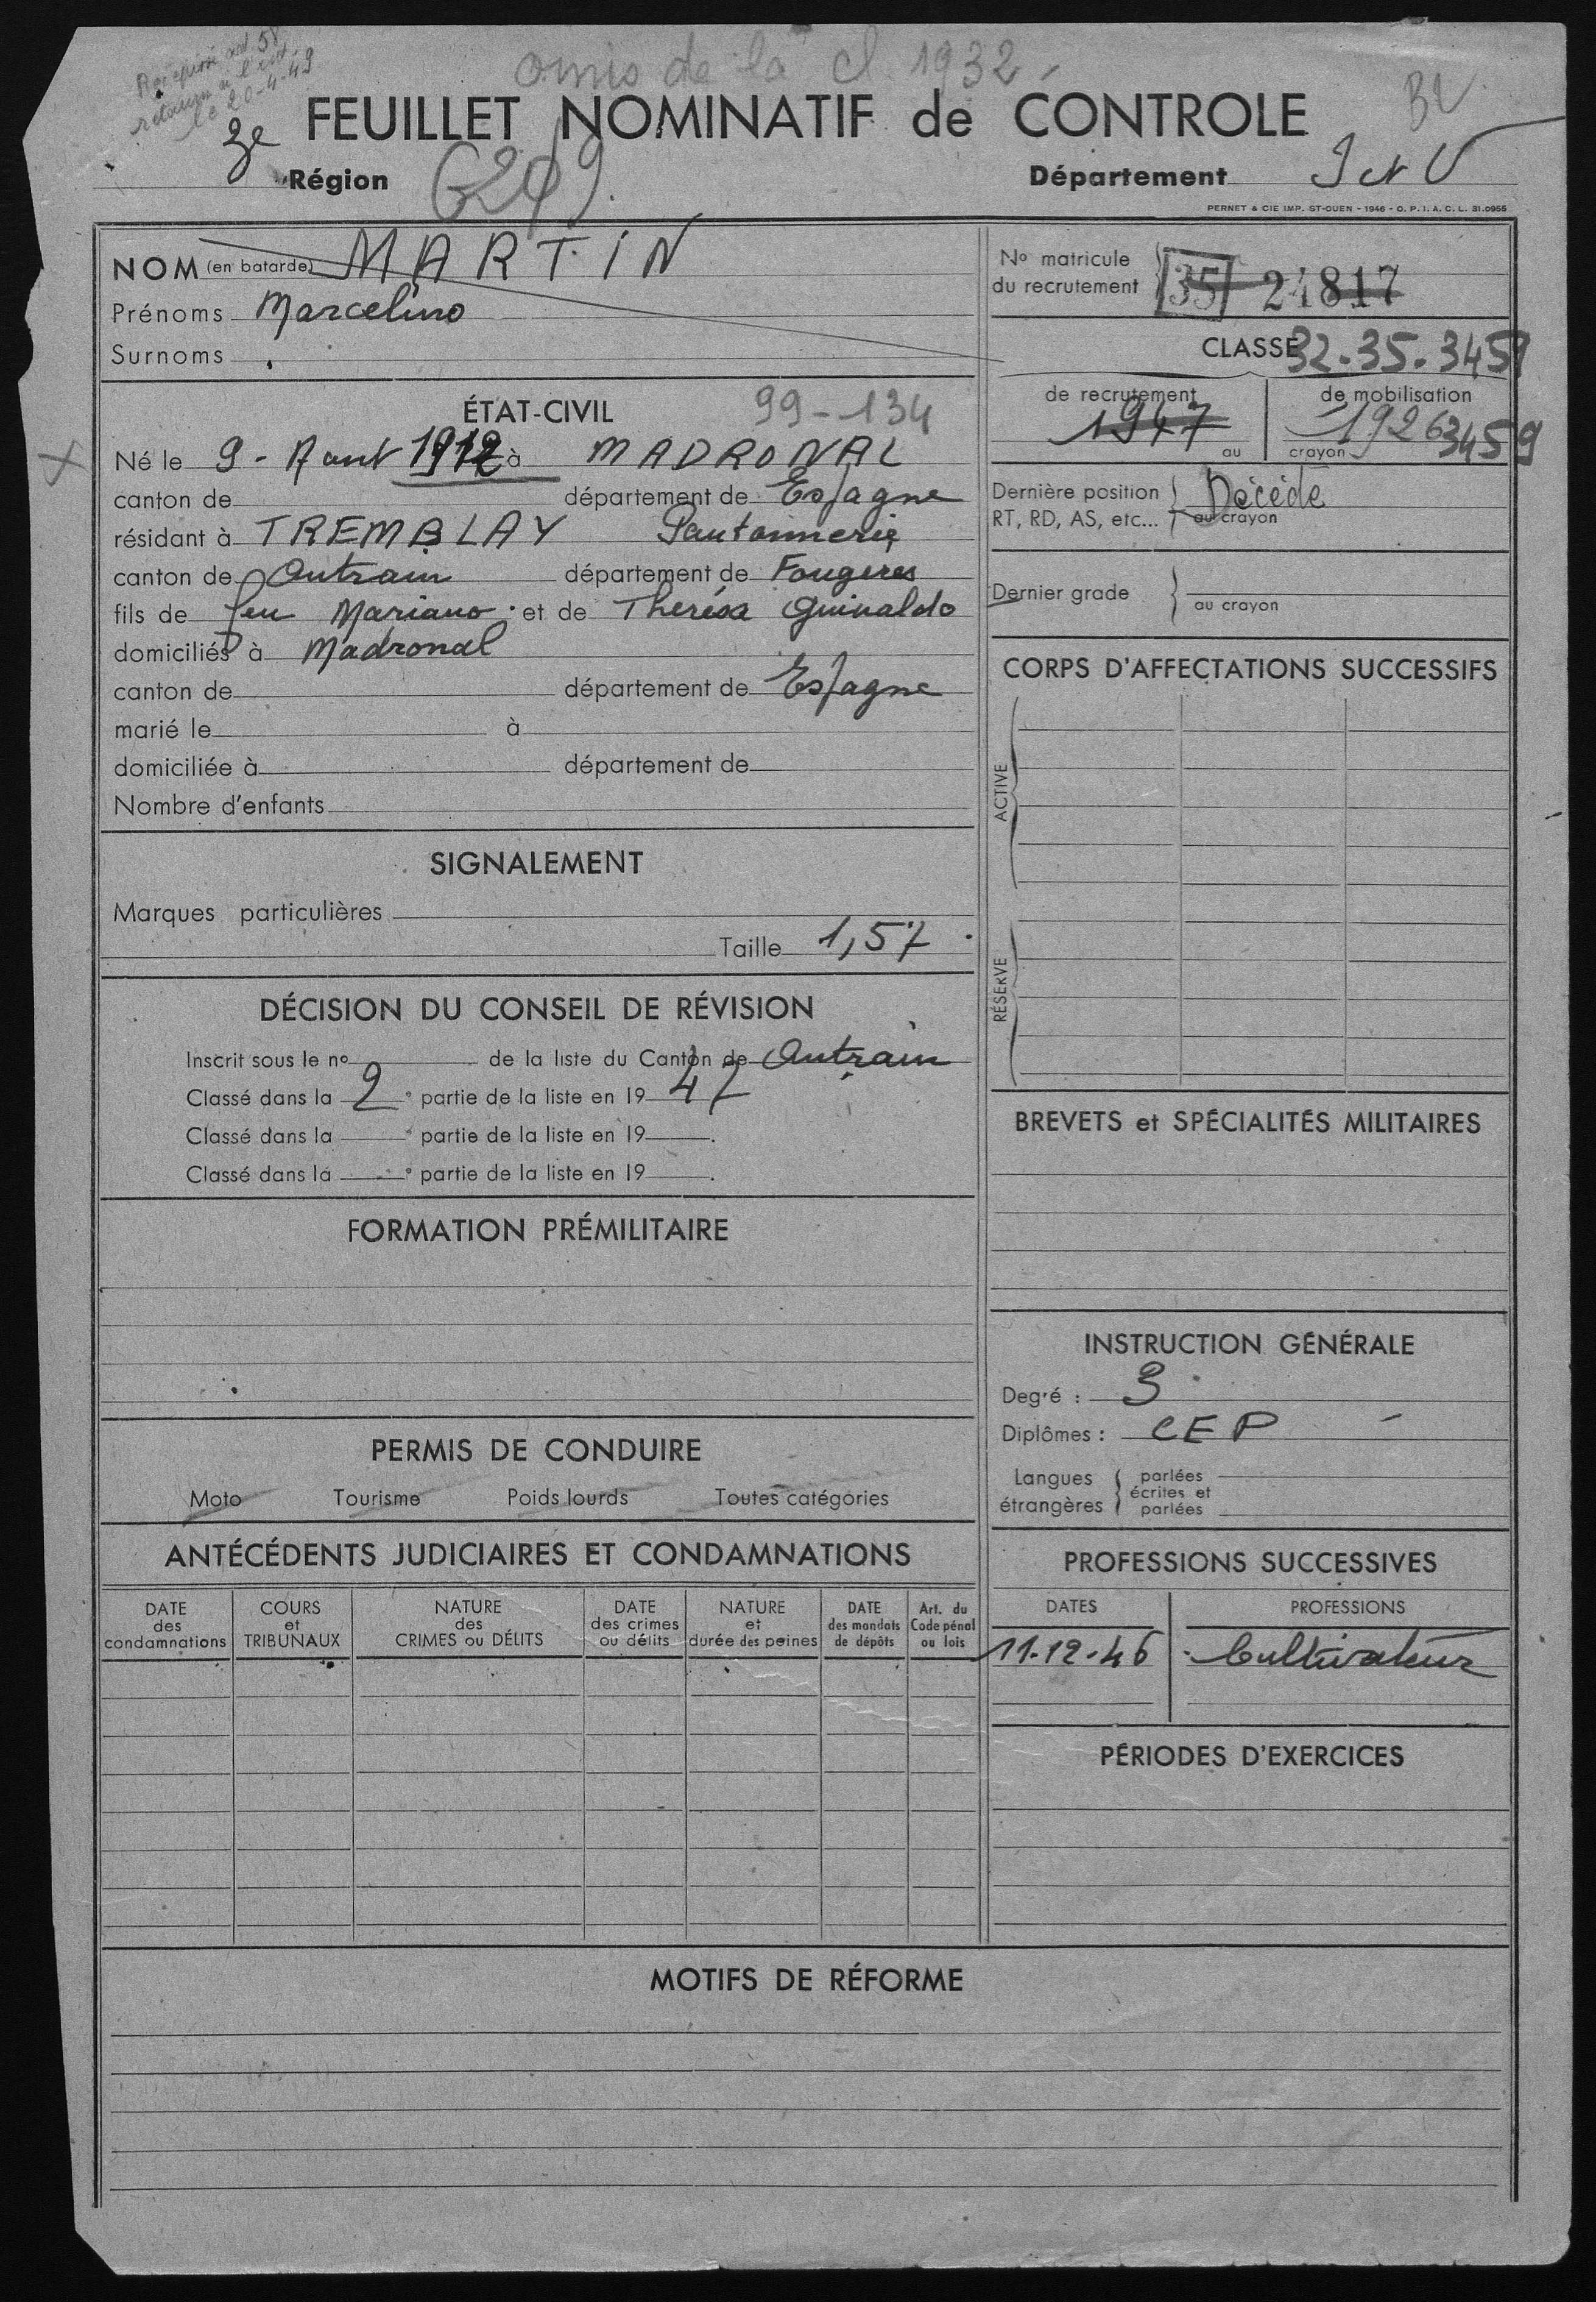 omis de la cl 1932
le 20-4-49
3e
FEUILLET NOMINATIF de CONTROLE
Région
Département I et V
PERNET & CIE IMP. ST-OUEN - 1946 - O. P. I. A. C. L. 31.0955
NOM (en batarde) MARTIN
Prénoms Marcelino
Surnoms
No matricule
du recrutement
35 24817
CLASSE 32-35-3459
de recrutement
1947
de mobilisation
1926 3459
au crayon
ÉTAT-CIVIL 99-134
Né le 9 - Aout 1912 à MADRONAL
canton de département de Espagne
résidant à TREMBLAY
canton de Antrain département de Fougeres
fils de feu Mariano et de Thérésa Guinaldo
domiciliés à Madronal
canton de département de Espagne
marié le à
domiciliée à département de
Nombre d'enfants
Dernière position
RT, RD, AS, etc...
Décédé
au crayon
Dernier grade
au crayon
CORPS D'AFFECTATIONS SUCCESSIFS
ACTIVE
RÉSERVE
SIGNALEMENT
Marques particulières
Taille 1,57
DÉCISION DU CONSEIL DE RÉVISION
Inscrit sous le no de la liste du Canton de Antrain
Classé dans la 2e partie de la liste en 1947
Classé dans la e partie de la liste en 19 .
Classé dans la e partie de la liste en 19 .
BREVETS et SPÉCIALITÉS MILITAIRES
FORMATION PRÉMILITAIRE
INSTRUCTION GÉNÉRALE
Degré : 3
Diplômes : CEP
Langues
étrangères
parlées
écrites et
parlées
PERMIS DE CONDUIRE
Moto Tourisme Poids lourds Toutes catégories
ANTÉCÉDENTS JUDICIAIRES ET CONDAMNATIONS
DATE
des
condamnations
COURS
et
TRIBUNAUX
NATURE
des
CRIMES ou DÉLITS
DATE
des crimes
ou délits
NATURE
et
durée des peines
DATE
des mandats
de dépôts
Art. du
Code pénal
ou lois
PROFESSIONS SUCCESSIVES
DATES PROFESSIONS
11-12-46 Cultivateur
PÉRIODES D'EXERCICES
MOTIFS DE RÉFORME